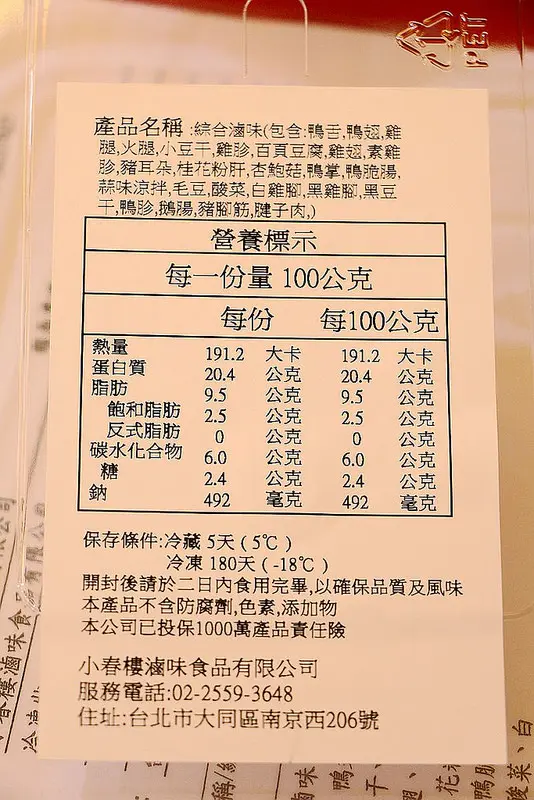 PET
產品名稱:綜合滷味(包含:鴨舌,鴨翅,雞
腿,火腿,小豆干,雞胗,百頁豆腐,雞翅,素雞
胗,豬耳朵,桂花粉肝,杏鮑菇,鴨掌,鴨脆腸,
蒜味涼拌,毛豆,酸菜,白雞腳,黑雞腳,黑豆
干,鴨胗,鵝腸,豬腳筋,腱子肉,)
營養標示
每一份量 100公克
每份 每100公克
熱量 191.2 大卡 191.2 大卡
蛋白質 20.4 公克 20.4 公克
脂肪 9.5 公克 9.5 公克
飽和脂肪 2.5 公克 2.5 公克
反式脂肪 0 公克 0 公克
碳水化合物 6.0 公克 6.0 公克
糖 2.4 公克 2.4 公克
鈉 492 毫克 492 毫克
保存條件:冷藏 5天 ( 5℃ )
冷凍 180天 ( -18℃ )
開封後請於二日內食用完畢,以確保品質及風味
本產品不含防腐劑,色素,添加物
本公司已投保1000萬產品責任險
小春樓滷味食品有限公司
服務電話:02-2559-3648
住址:台北市大同區南京西206號